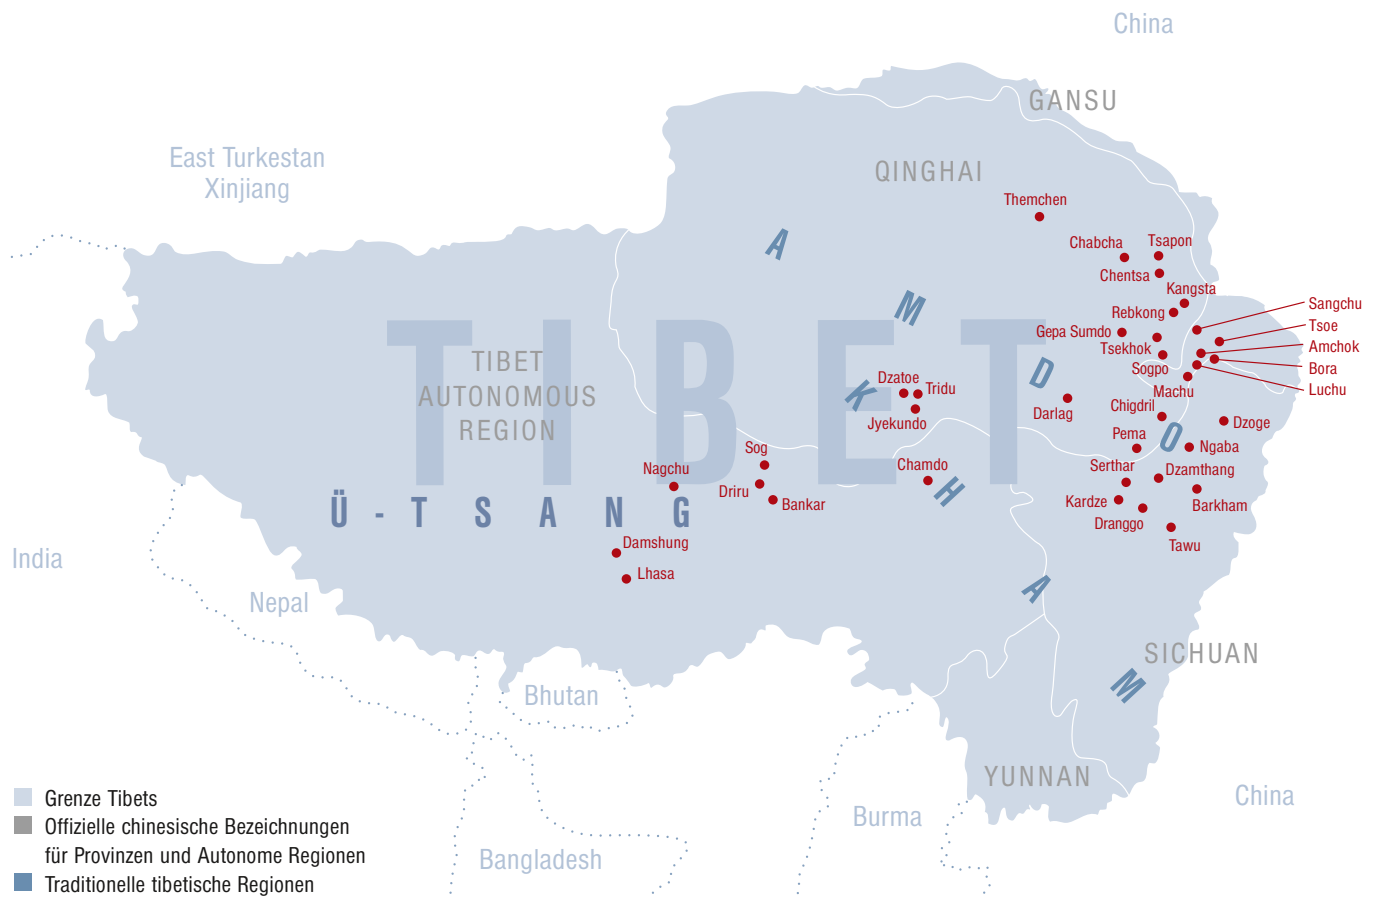 China
GANSU
East Turkestan
Xinjiang
QINGHAI
Themchen
Chabcha
Tsapon
Chentsa
Kangsta
Rebkong
Sangchu
Gepa Sumdo
Tsoe
Tsekhok
Amchok
Sogpo
Bora
Machu
Luchu
AMDO
TIBET
TIBET
AUTONOMOUS
REGION
Dzatoe
Tridu
Jyekundo
Darlag
Chigdril
Dzoge
Pema
Ngaba
Sog
Nagchu
Chamdo
Serthar
Dzamthang
Driru
Bankar
Kardze
Barkham
Dranggo
Tawu
Ü-TSANG
KHAM
Damshung
Lhasa
India
Nepal
SICHUAN
Bhutan
YUNNAN
China
Burma
Bangladesh
Grenze Tibets
Offizielle chinesische Bezeichnungen
für Provinzen und Autonome Regionen
Traditionelle tibetische Regionen